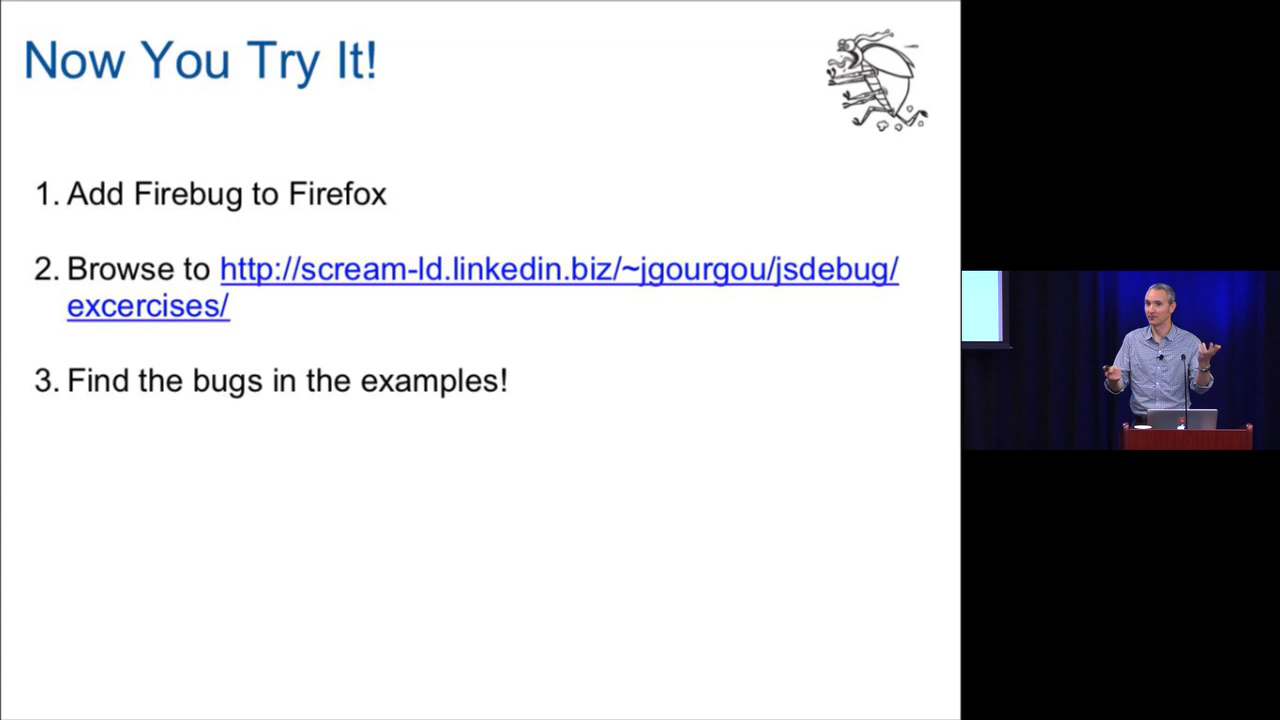 Now You Try It!
1. Add Firebug to Firefox
2. Browse to http://scream-ld.linkedin.biz/~jgourgou/jsdebug/
excercises/
3. Find the bugs in the examples!